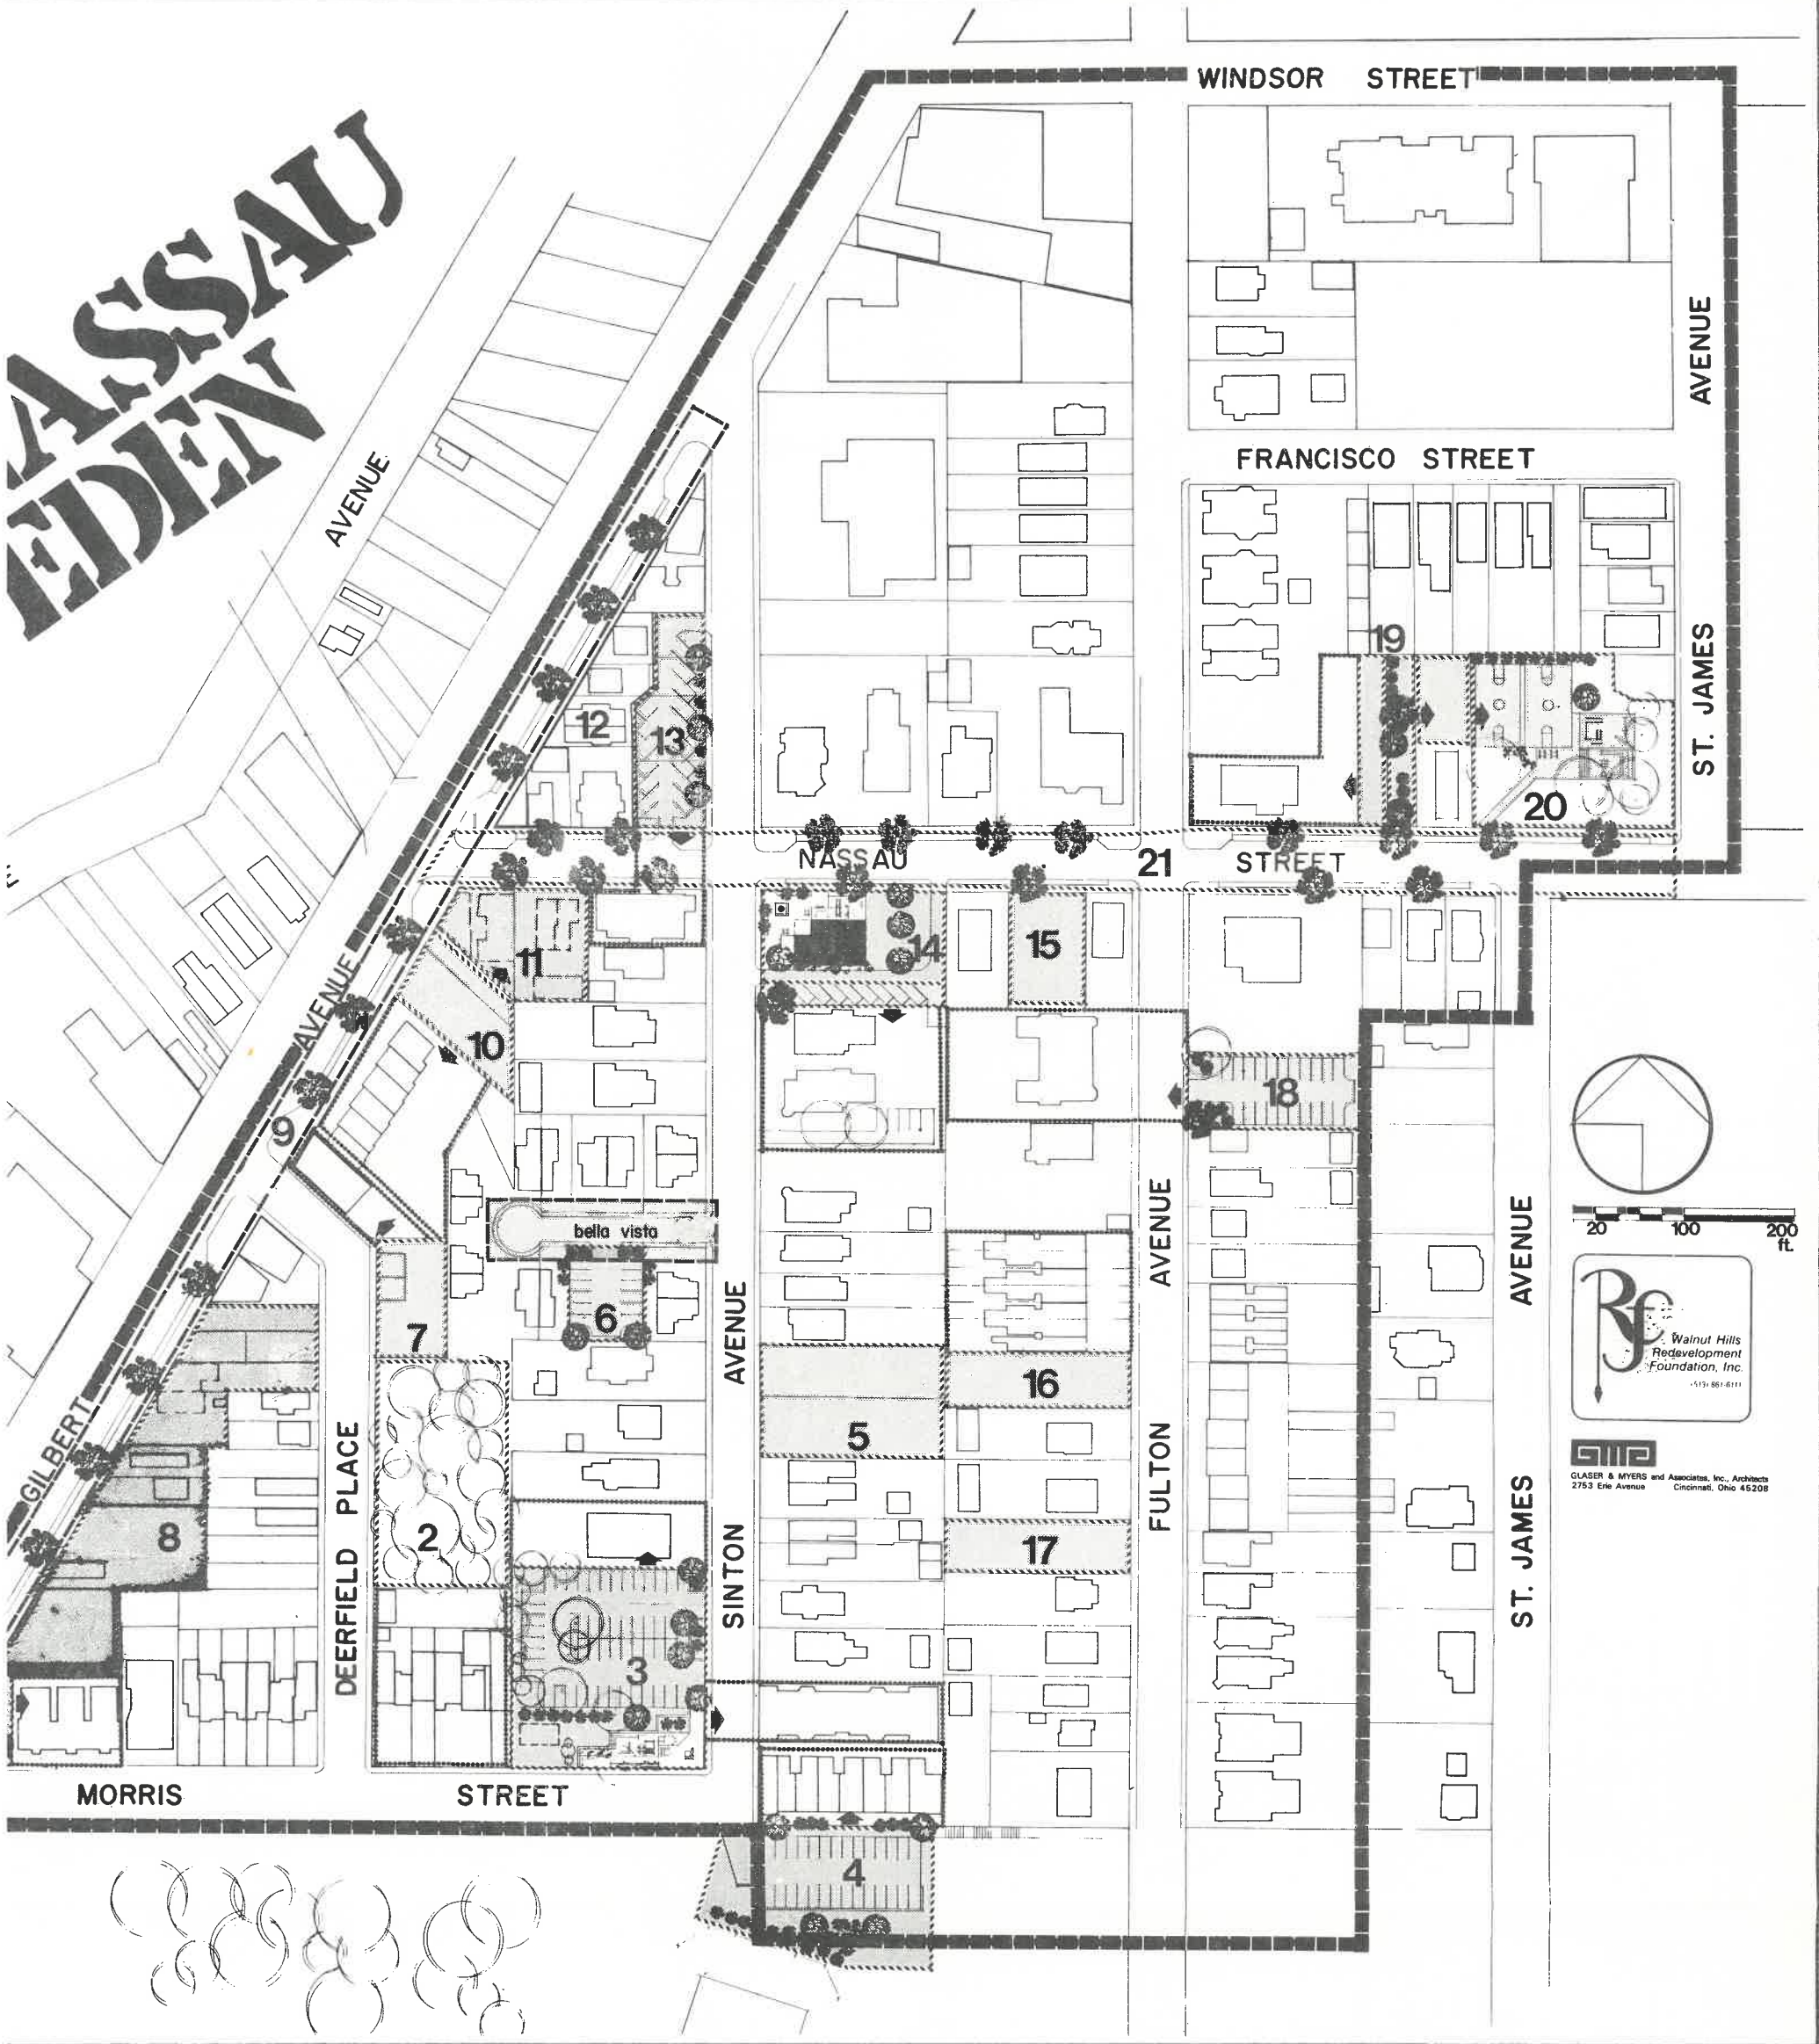 WINDSOR STREET
ASSAU
EDEN
AVENUE
AVENUE
FRANCISCO STREET
ST. JAMES
19
12
13
20
NASSAU
21
STREET
11
14
15
AVENUE
10
18
9
bella vista
AVENUE
AVENUE
20 100 200
ft.
6
7
AVENUE
Walnut Hills
Redevelopment
Foundation, Inc.
16
5
GILBERT
DEERFIELD PLACE
FULTON
GLASER & MYERS and Associates, Inc., Architects
2753 Erie Avenue Cincinnati, Ohio 45208
8
2
17
SINTON
ST. JAMES
3
MORRIS STREET
4